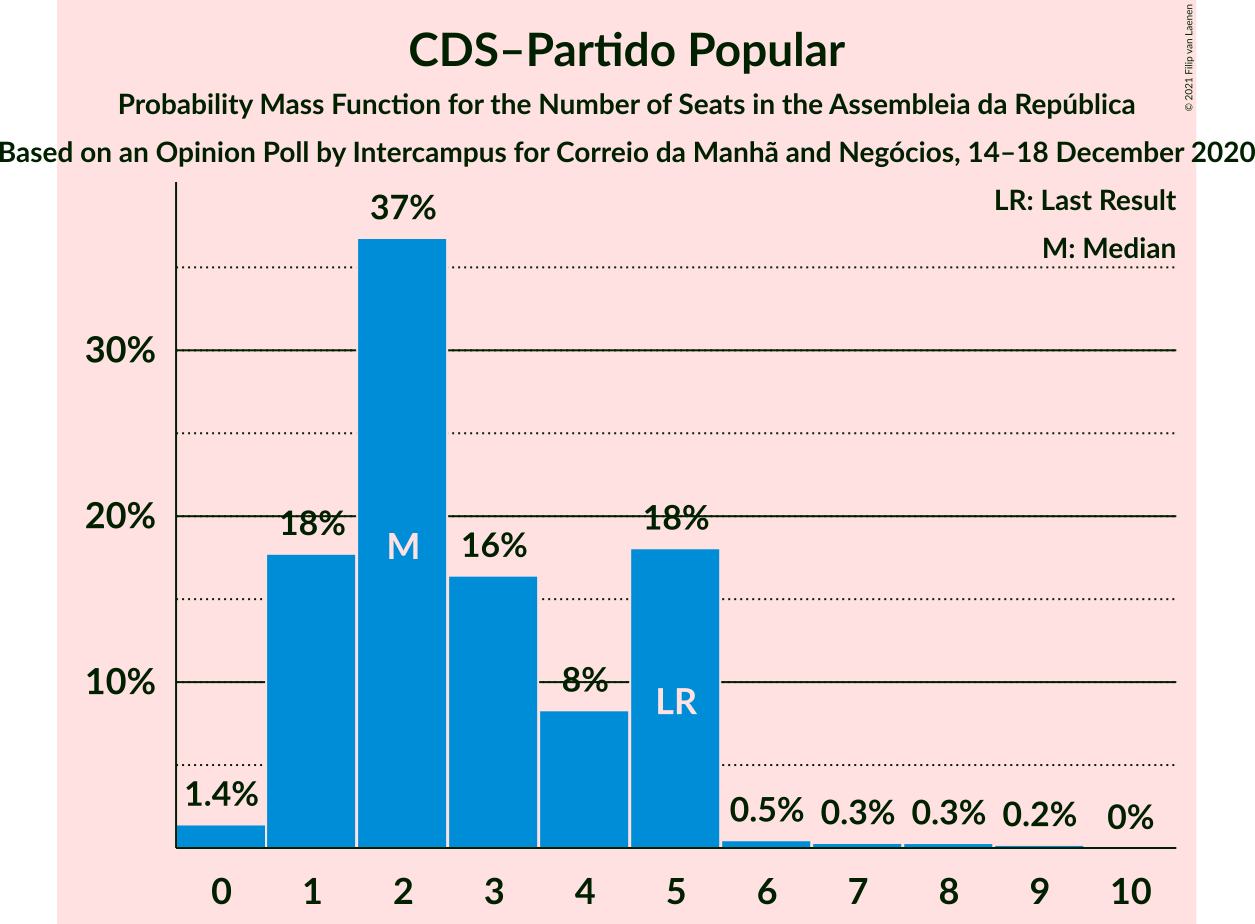 CDS–Partido Popular
Probability Mass Function for the Number of Seats in the Assembleia da República
Based on an Opinion Poll by Intercampus for Correio da Manhã and Negócios, 14–18 December 2020
© 2021 Filip van Laenen
LR: Last Result
M: Median
37%
30%
20%
18%
18%
M
16%
10%
8%
LR
1.4%
0.5%
0.3%
0.3%
0.2%
0%
0 1 2 3 4 5 6 7 8 9 10